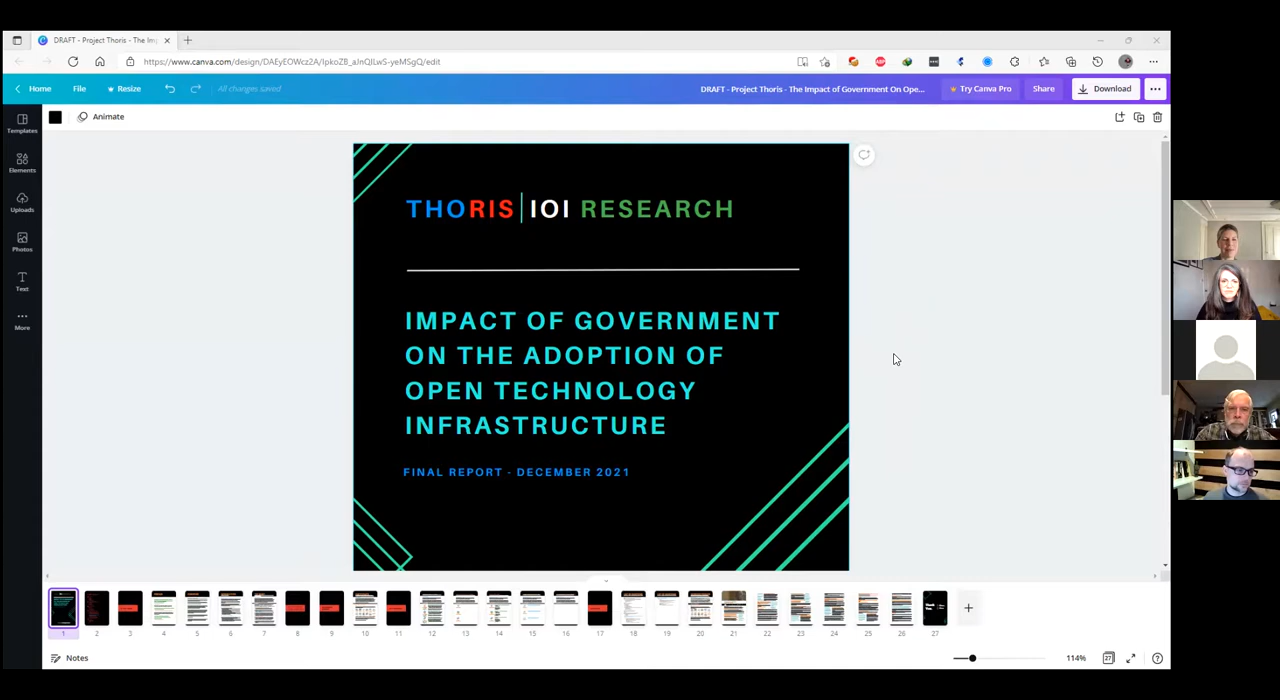 DRAFT - Project Thoris - The Imp
https://www.canva.com/design/DAEyEOWcz2A/IpkoZB_aJnQILwS-yeMSgQ/edit
Home File Resize All changes saved DRAFT - Project Thoris - The Impact of Government On Ope... Try Canva Pro Share Download
Animate
Templates
Elements
Uploads
Photos
Text
More
THORIS|IOI RESEARCH
IMPACT OF GOVERNMENT
ON THE ADOPTION OF
OPEN TECHNOLOGY
INFRASTRUCTURE
FINAL REPORT - DECEMBER 2021
1 2 3 4 5 6 7 8 9 10 11 12 13 14 15 16 17 18 19 20 21 22 23 24 25 26 27
Notes 114% 27